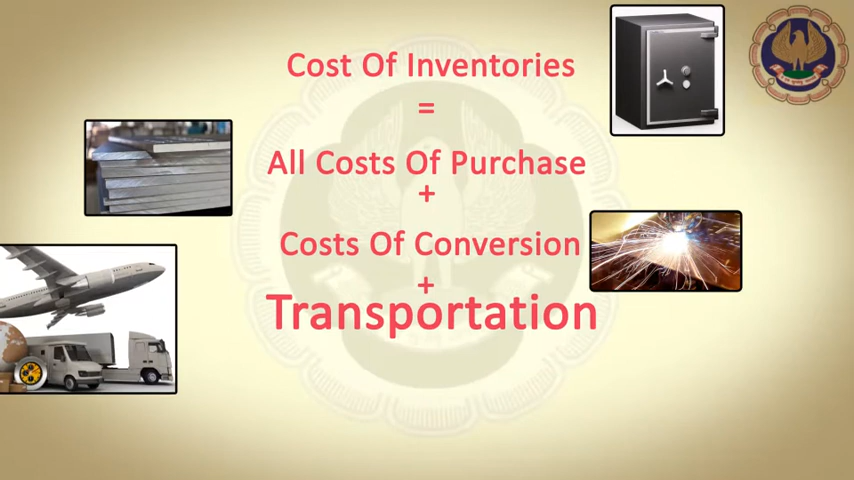 Cost Of Inventories
=
All Costs Of Purchase
+
Costs Of Conversion
+
Transportation